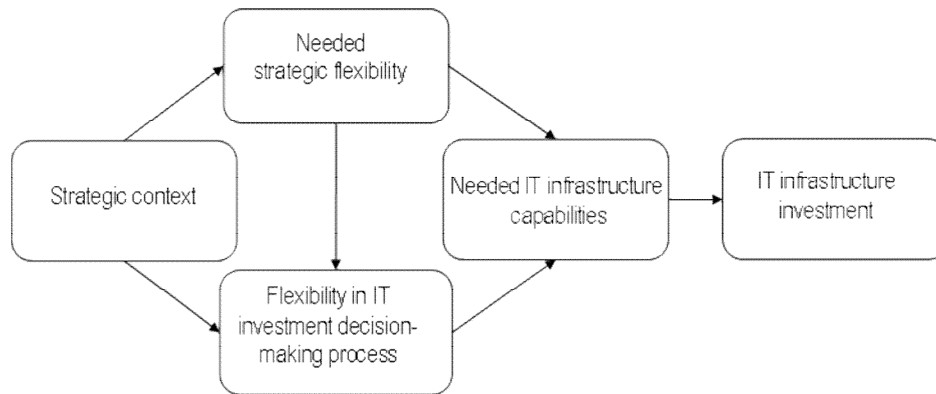 Needed
strategic flexibility
Strategic context
Needed IT infrastructure
capabilities
IT infrastructure
investment
Flexibility in IT
investment decision-
making process